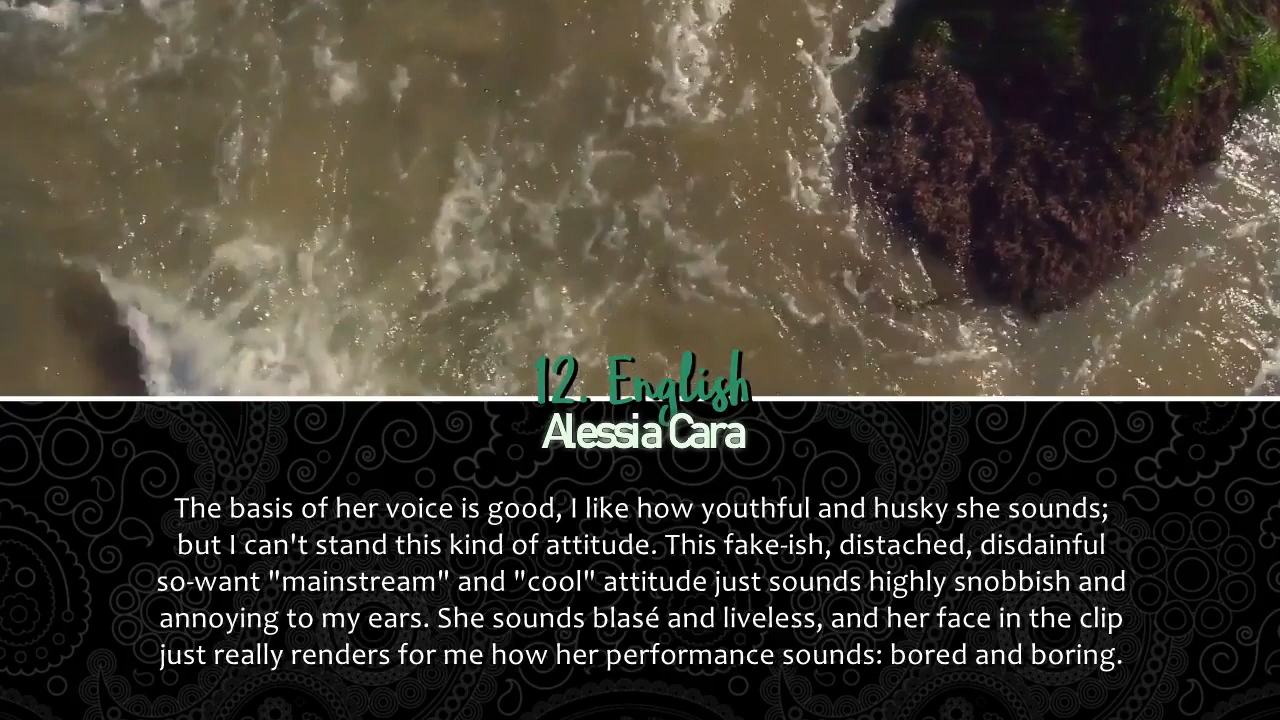 12. English
Alessia Cara
The basis of her voice is good, I like how youthful and husky she sounds;
but I can't stand this kind of attitude. This fake-ish, distached, disdainful
so-want "mainstream" and "cool" attitude just sounds highly snobbish and
annoying to my ears. She sounds blasé and liveless, and her face in the clip
just really renders for me how her performance sounds: bored and boring.